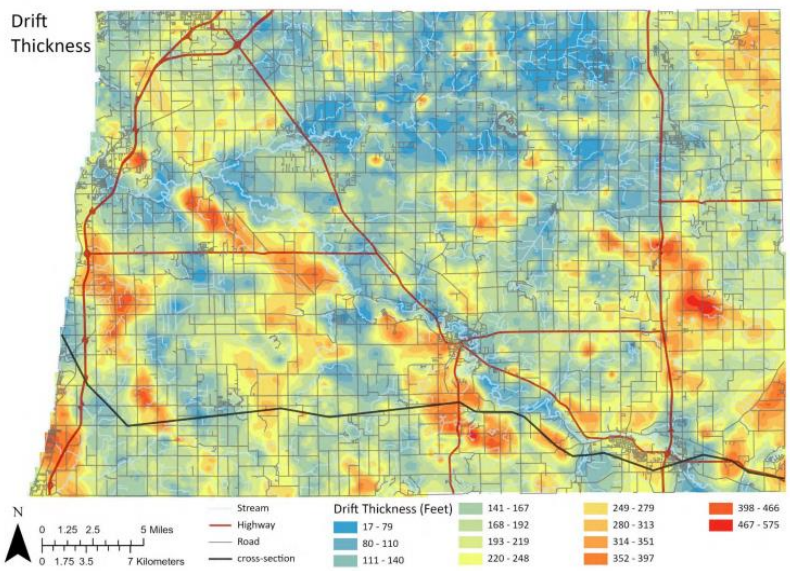 Drift
Thickness
N
0 1.25 2.5 5 Miles
0 1.75 3.5 7 Kilometers
Stream
Highway
Road
cross-section
Drift Thickness (Feet)
17 - 79
80 - 110
111 - 140
141 - 167
168 - 192
193 - 219
220 - 248
249 - 279
280 - 313
314 - 351
352 - 397
398 - 466
467 - 575